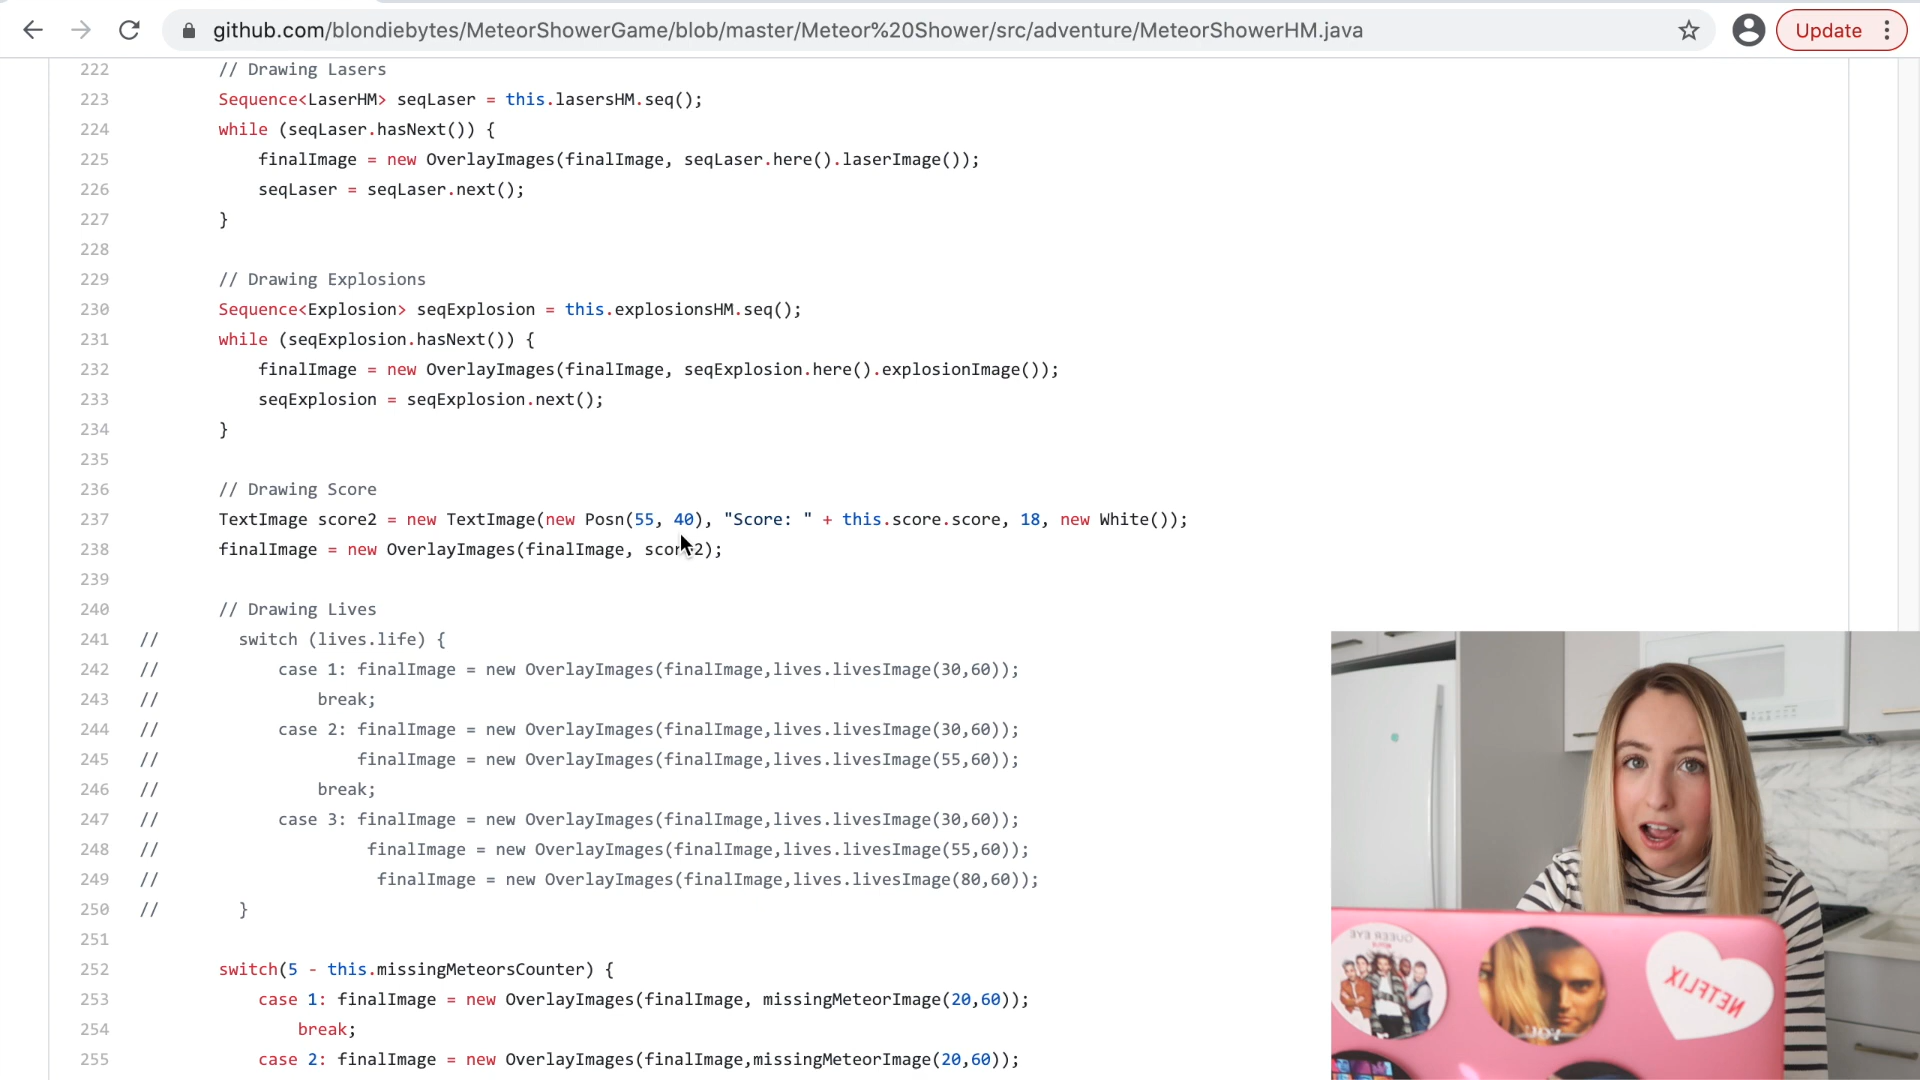 github.com/blondiebytes/MeteorShowerGame/blob/master/Meteor%20Shower/src/adventure/MeteorShowerHM.java
Update
222 // Drawing Lasers
223 Sequence<LaserHM> seqLaser = this.lasersHM.seq();
224 while (seqLaser.hasNext()) {
225 finalImage = new OverlayImages(finalImage, seqLaser.here().laserImage());
226 seqLaser = seqLaser.next();
227 }
228
229 // Drawing Explosions
230 Sequence<Explosion> seqExplosion = this.explosionsHM.seq();
231 while (seqExplosion.hasNext()) {
232 finalImage = new OverlayImages(finalImage, seqExplosion.here().explosionImage());
233 seqExplosion = seqExplosion.next();
234 }
235
236 // Drawing Score
237 TextImage score2 = new TextImage(new Posn(55, 40), "Score: " + this.score.score, 18, new White());
238 finalImage = new OverlayImages(finalImage, score2);
239
240 // Drawing Lives
241 // switch (lives.life) {
242 // case 1: finalImage = new OverlayImages(finalImage,lives.livesImage(30,60));
243 // break;
244 // case 2: finalImage = new OverlayImages(finalImage,lives.livesImage(30,60));
245 // finalImage = new OverlayImages(finalImage,lives.livesImage(55,60));
246 // break;
247 // case 3: finalImage = new OverlayImages(finalImage,lives.livesImage(30,60));
248 // finalImage = new OverlayImages(finalImage,lives.livesImage(55,60));
249 // finalImage = new OverlayImages(finalImage,lives.livesImage(80,60));
250 // }
251
252 switch(5 - this.missingMeteorsCounter) {
253 case 1: finalImage = new OverlayImages(finalImage, missingMeteorImage(20,60));
254 break;
255 case 2: finalImage = new OverlayImages(finalImage,missingMeteorImage(20,60));
QUEER EYE
NETFLIX